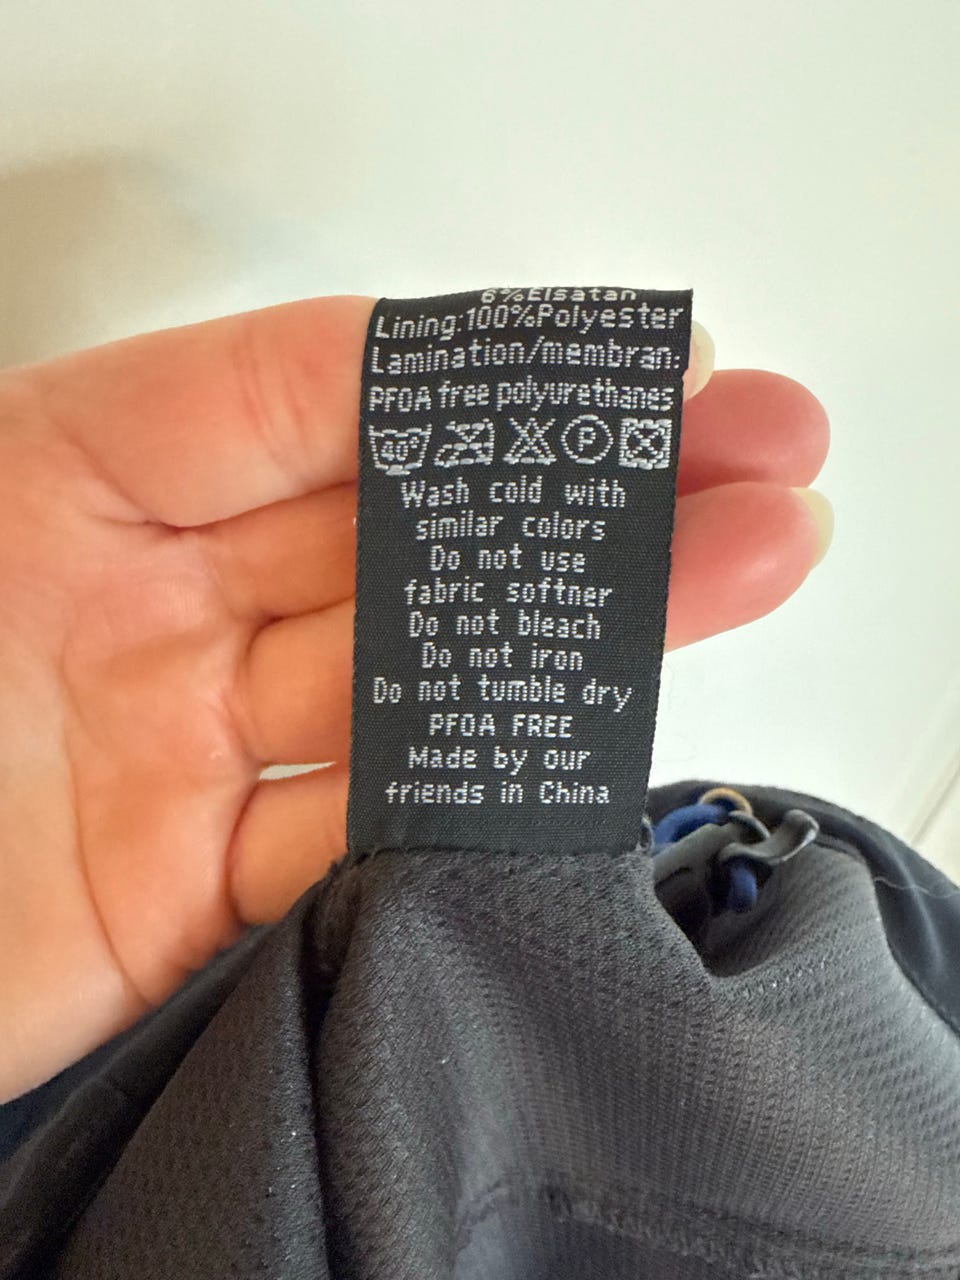 6%Elsatan
Lining:100%Polyester
Lamination/membran:
PFOA free polyurethanes
40° P
Wash cold with
similar colors
Do not use
fabric softner
Do not bleach
Do not iron
Do not tumble dry
PFOA FREE
Made by our
friends in China